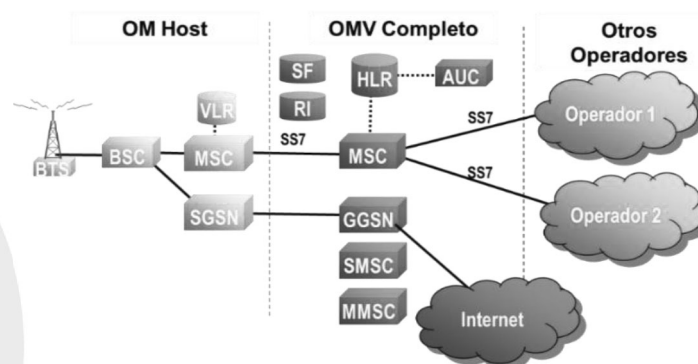 OM Host
OMV Completo
Otros
Operadores
SF
HLR
AUC
VLR
RI
SS7
Operador 1
BTS
BSC
MSC
SS7
MSC
SS7
SGSN
GGSN
Operador 2
SMSC
MMSC
Internet